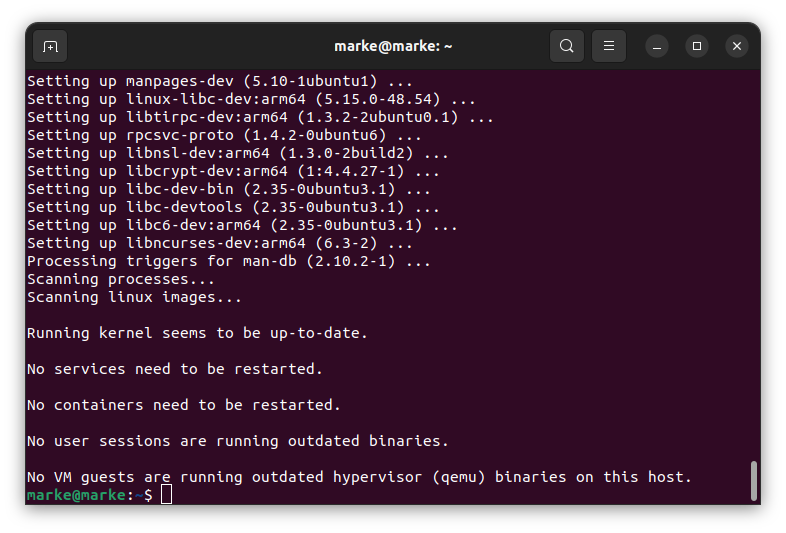 marke@marke: ~
Setting up manpages-dev (5.10-1ubuntu1) ...
Setting up linux-libc-dev:arm64 (5.15.0-48.54) ...
Setting up libtirpc-dev:arm64 (1.3.2-2ubuntu0.1) ...
Setting up rpcsvc-proto (1.4.2-0ubuntu6) ...
Setting up libnsl-dev:arm64 (1.3.0-2build2) ...
Setting up libcrypt-dev:arm64 (1:4.4.27-1) ...
Setting up libc-dev-bin (2.35-0ubuntu3.1) ...
Setting up libc-devtools (2.35-0ubuntu3.1) ...
Setting up libc6-dev:arm64 (2.35-0ubuntu3.1) ...
Setting up libncurses-dev:arm64 (6.3-2) ...
Processing triggers for man-db (2.10.2-1) ...
Scanning processes...
Scanning linux images...
Running kernel seems to be up-to-date.
No services need to be restarted.
No containers need to be restarted.
No user sessions are running outdated binaries.
No VM guests are running outdated hypervisor (qemu) binaries on this host.
marke@marke:~$